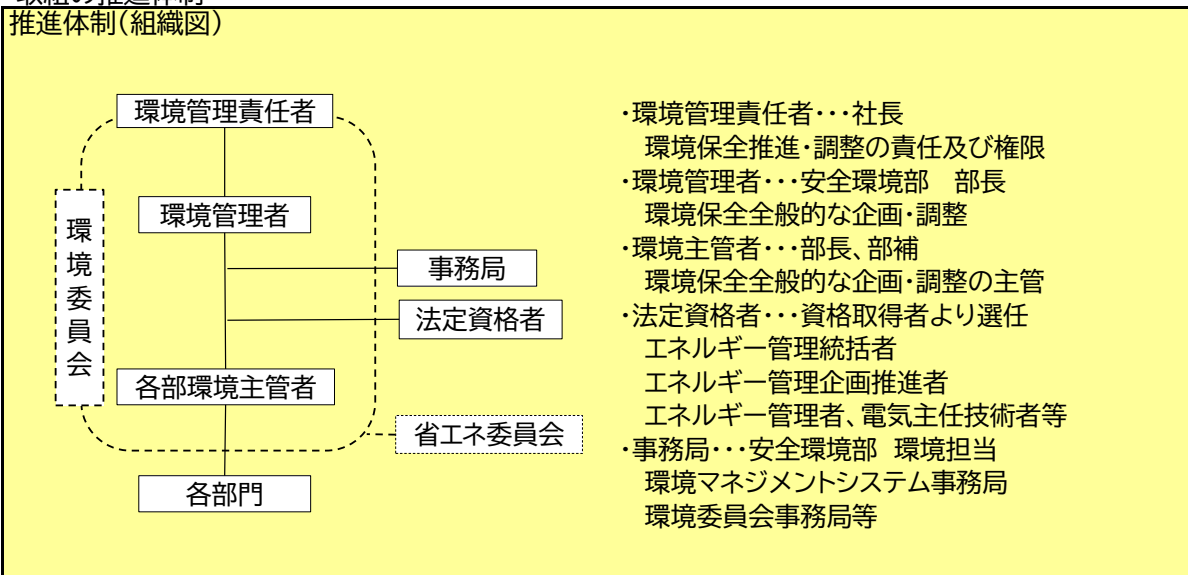 取組の推進体制
推進体制(組織図)
環境管理責任者
環境管理者
環境委員会
事務局
法定資格者
各部環境主管者
省エネ委員会
各部門
・環境管理責任者・・・社長
環境保全推進・調整の責任及び権限
・環境管理者・・・安全環境部　部長
環境保全全般的な企画・調整
・環境主管者・・・部長、部補
環境保全全般的な企画・調整の主管
・法定資格者・・・資格取得者より選任
エネルギー管理統括者
エネルギー管理企画推進者
エネルギー管理者、電気主任技術者等
・事務局・・・安全環境部 環境担当
環境マネジメントシステム事務局
環境委員会事務局等